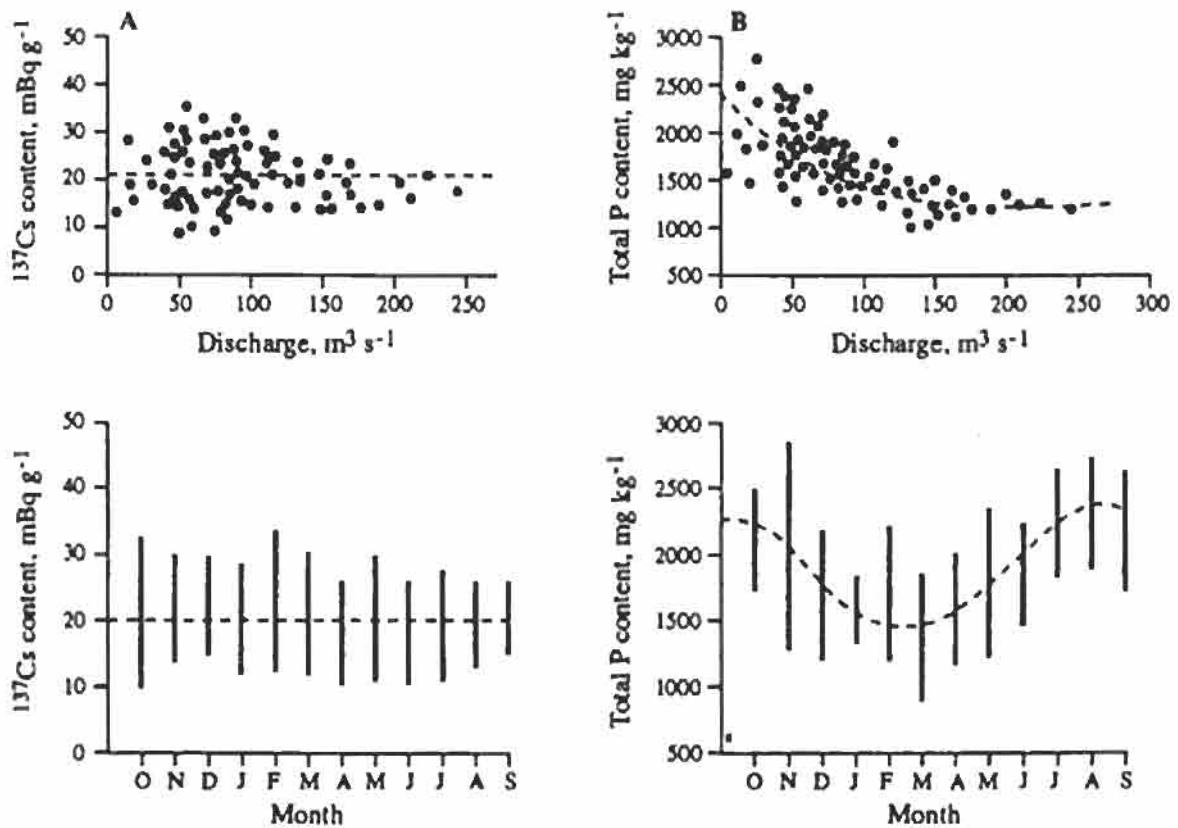 A
50
40
30
20
10
0
¹³⁷Cs content, mBq g⁻¹
0 50 100 150 200 250
Discharge, m³ s⁻¹
B
3000
2500
2000
1500
1000
500
Total P content, mg kg⁻¹
0 50 100 150 200 250 300
Discharge, m³ s⁻¹
50
40
30
20
10
0
¹³⁷Cs content, mBq g⁻¹
O N D J F M A M J J A S
Month
3000
2500
2000
1500
1000
500
Total P content, mg kg⁻¹
O N D J F M A M J J A S
Month